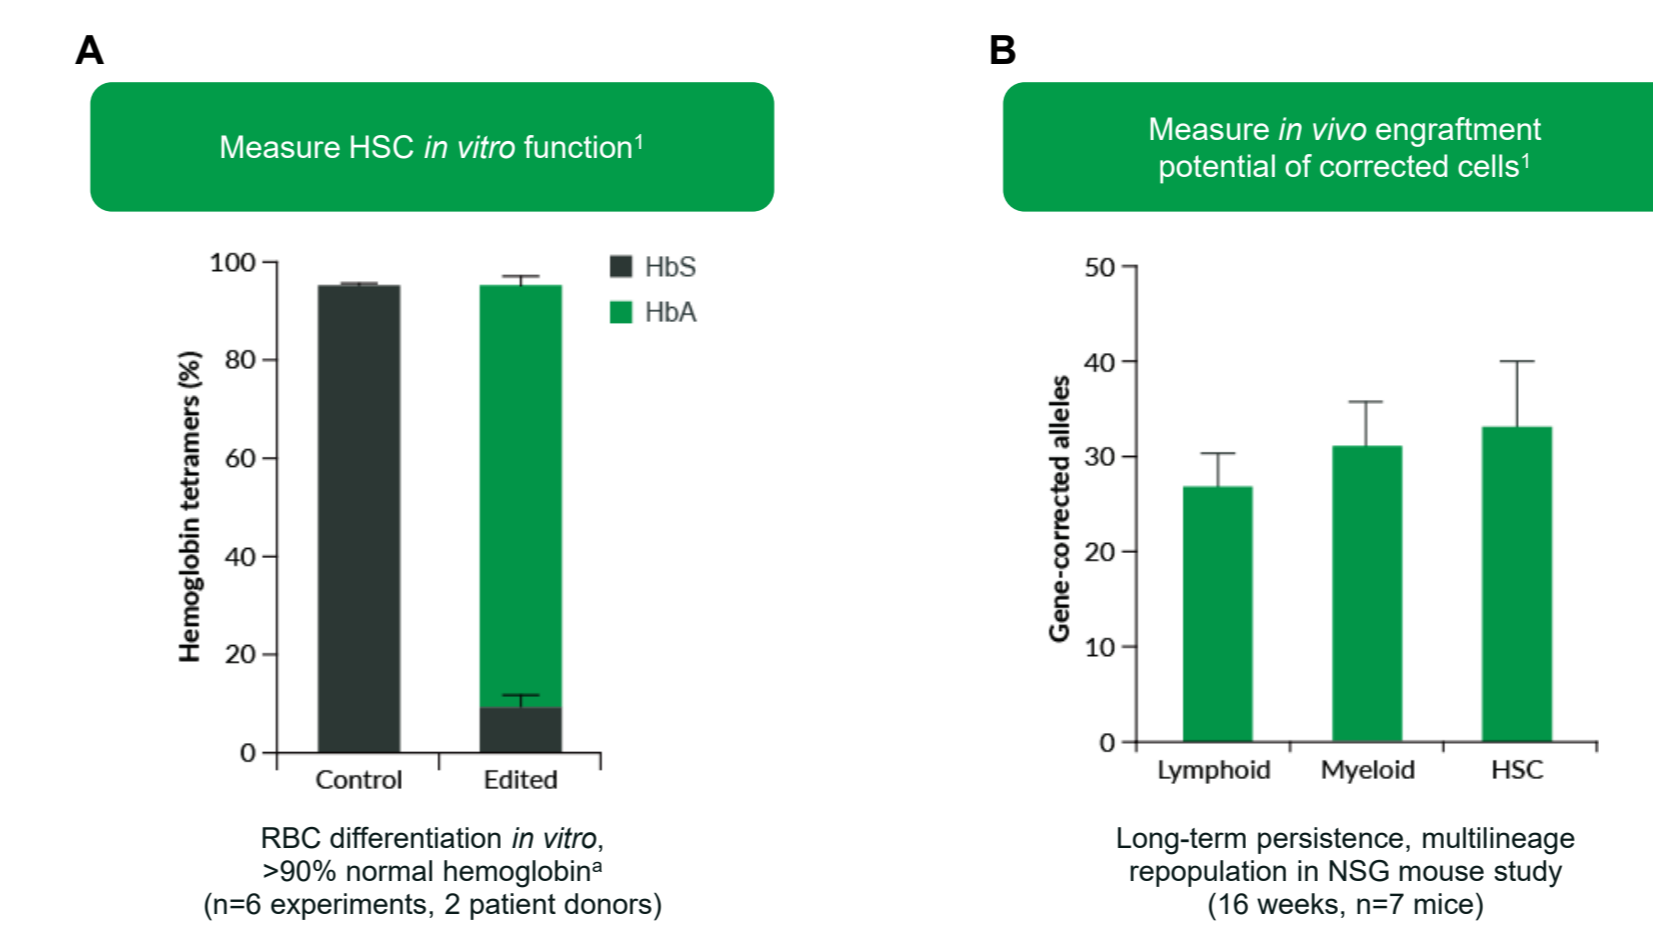 A
Measure HSC in vitro function¹
HbS
HbA
Hemoglobin tetramers (%)
100
80
60
40
20
0
Control
Edited
RBC differentiation in vitro,
>90% normal hemoglobinᵃ
(n=6 experiments, 2 patient donors)
B
Measure in vivo engraftment
potential of corrected cells¹
Gene-corrected alleles
50
40
30
20
10
0
Lymphoid
Myeloid
HSC
Long-term persistence, multilineage
repopulation in NSG mouse study
(16 weeks, n=7 mice)